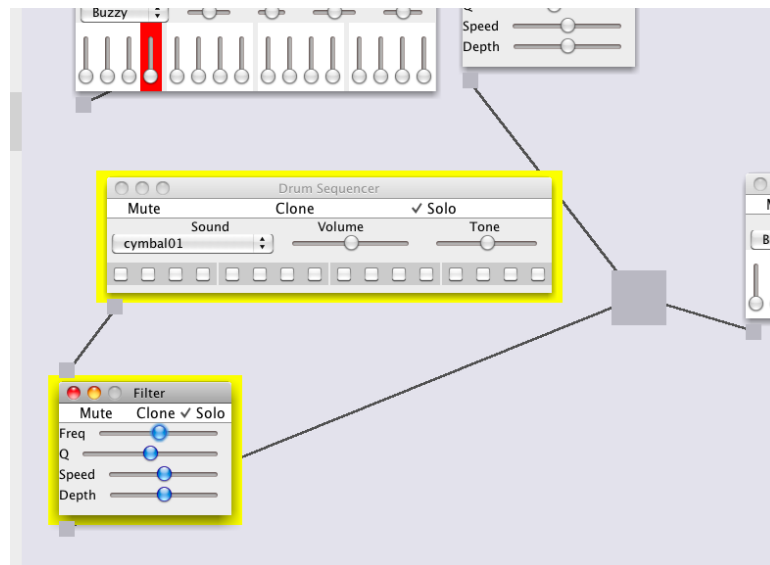 Buzzy
Q
Speed
Depth
Drum Sequencer
Mute Clone ✓ Solo
Sound Volume Tone
cymbal01
Filter
Mute Clone ✓ Solo
Freq
Q
Speed
Depth